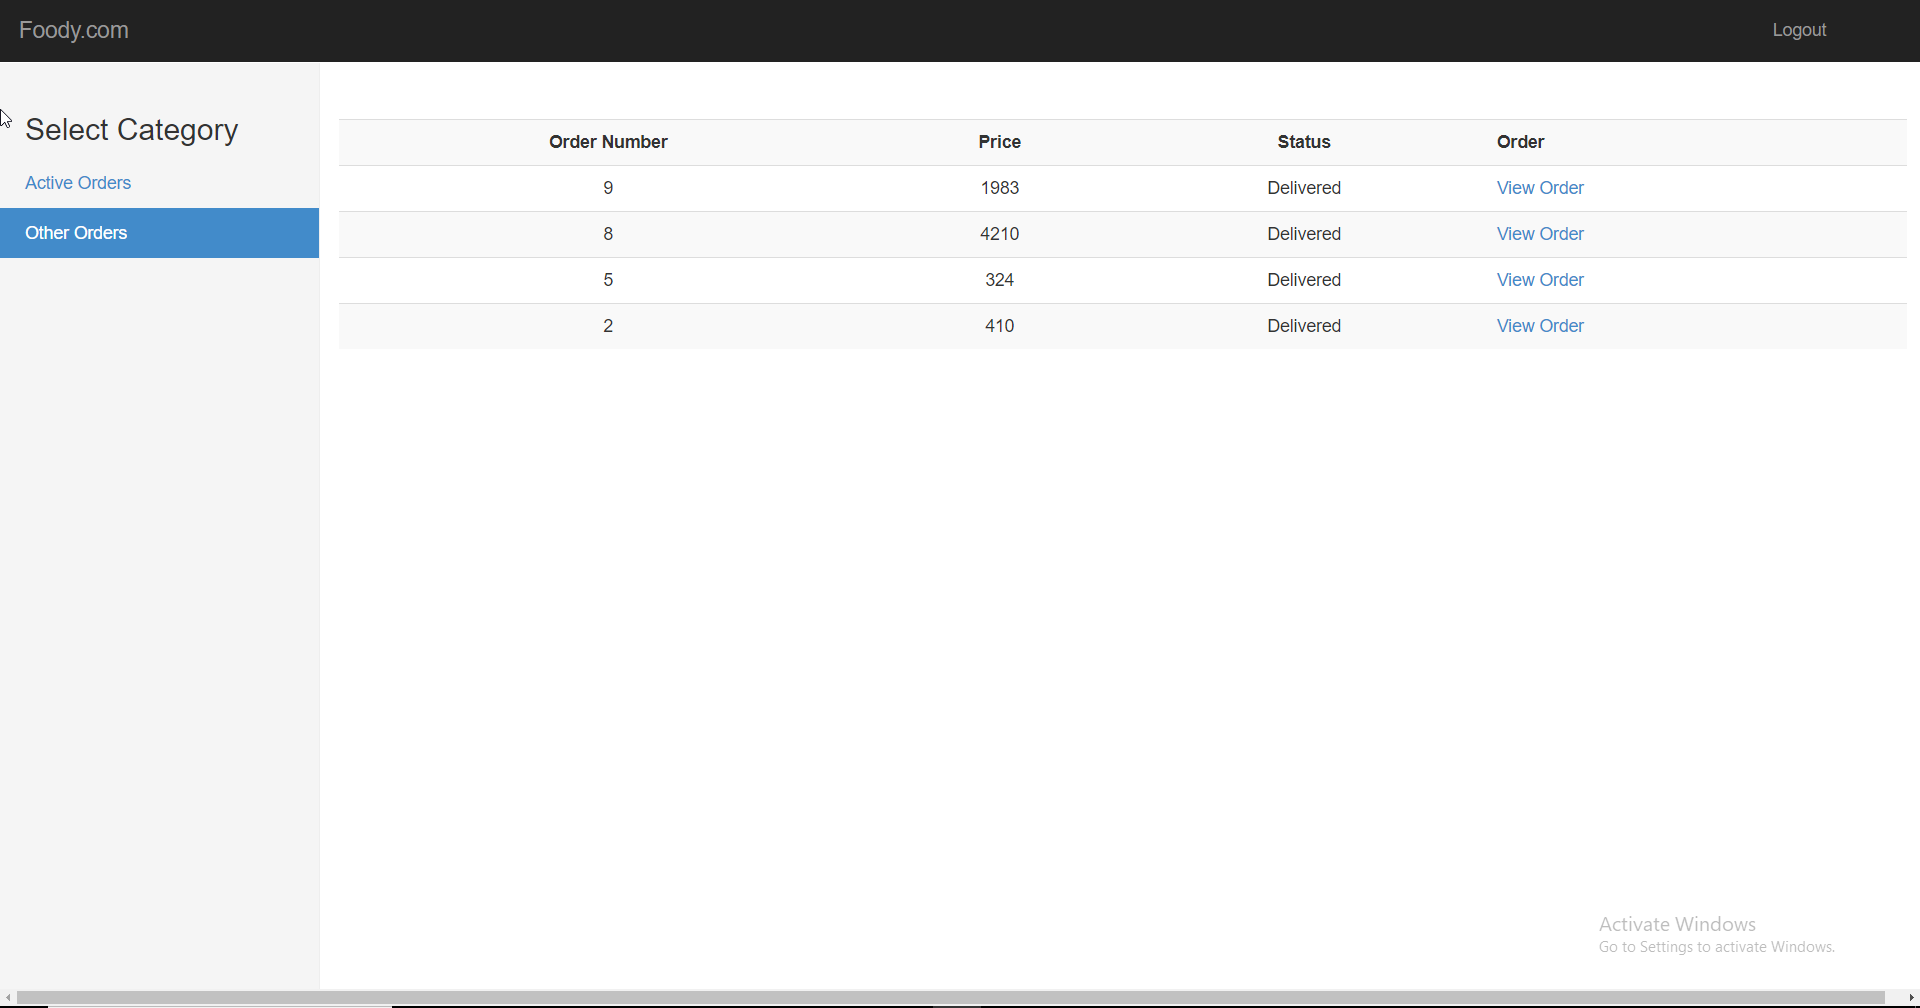 Foody.com Logout
Select Category
Active Orders
Other Orders
Order Number Price Status Order
9 1983 Delivered View Order
8 4210 Delivered View Order
5 324 Delivered View Order
2 410 Delivered View Order
Activate Windows
Go to Settings to activate Windows.